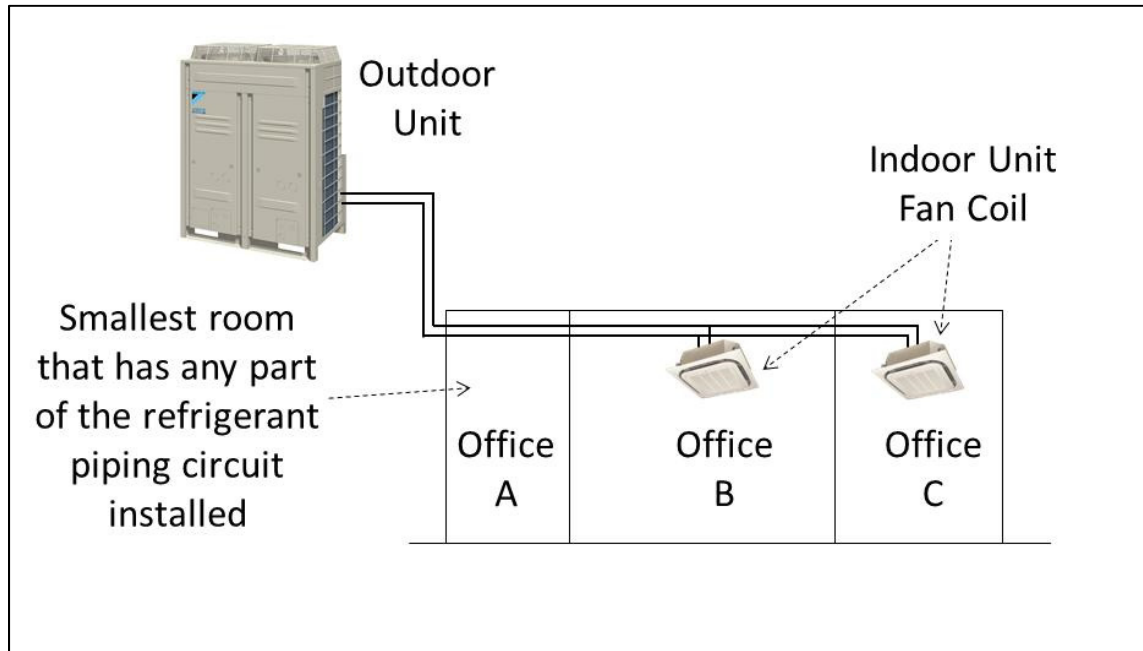 Outdoor
Unit
Indoor Unit
Fan Coil
Smallest room
that has any part
of the refrigerant
piping circuit
installed
Office
A
Office
B
Office
C